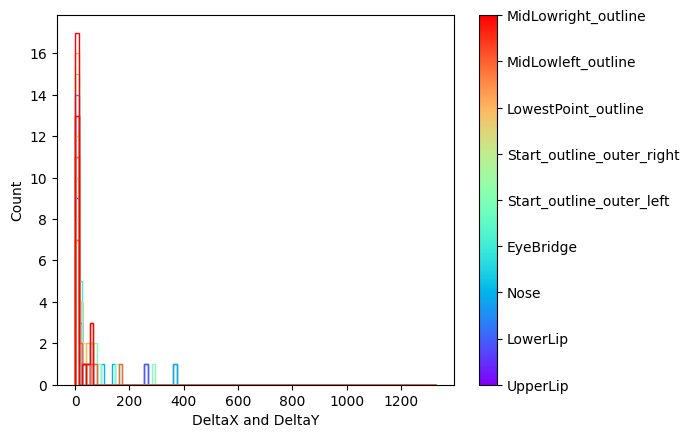 16
14
12
10
8
6
4
2
0
Count
0
200
400
600
800
1000
1200
DeltaX and DeltaY
MidLowright_outline
MidLowleft_outline
LowestPoint_outline
Start_outline_outer_right
Start_outline_outer_left
EyeBridge
Nose
LowerLip
UpperLip